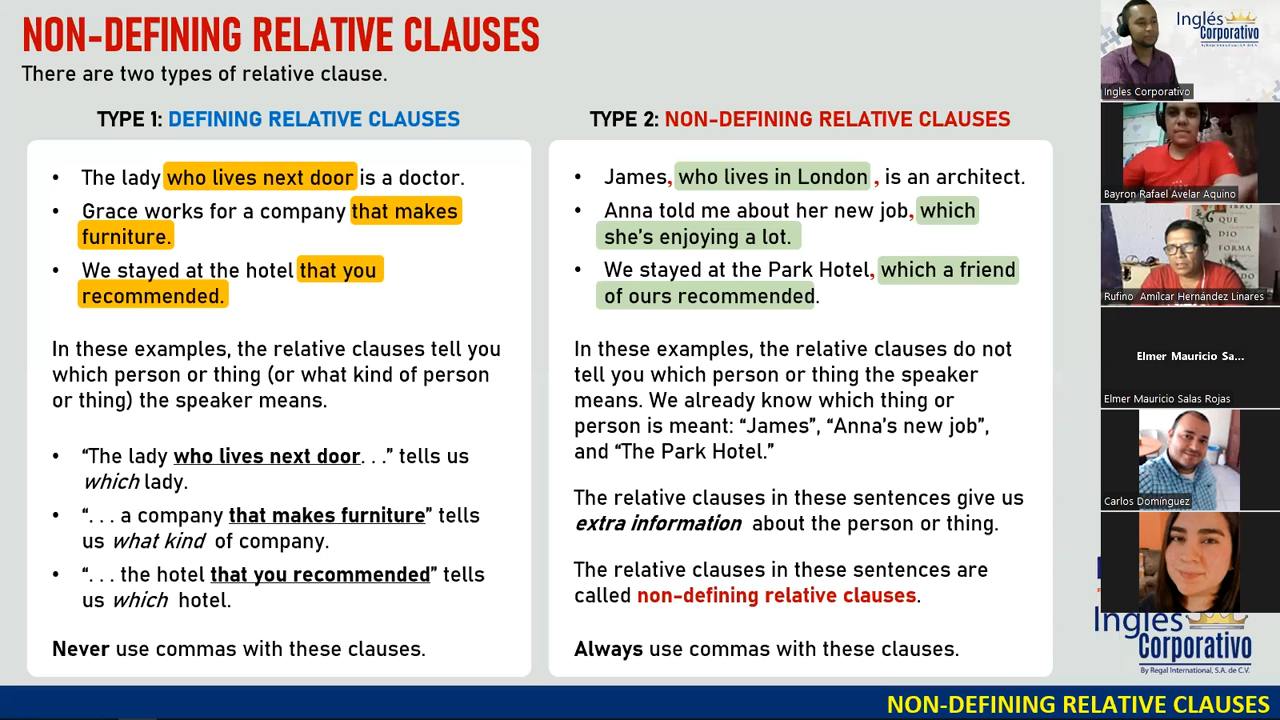 NON-DEFINING RELATIVE CLAUSES
There are two types of relative clause.
TYPE 1: DEFINING RELATIVE CLAUSES
• The lady who lives next door is a doctor.
• Grace works for a company that makes
furniture.
• We stayed at the hotel that you
recommended.
In these examples, the relative clauses tell you
which person or thing (or what kind of person
or thing) the speaker means.
• “The lady who lives next door. . .” tells us
which lady.
• “. . . a company that makes furniture” tells
us what kind of company.
• “. . . the hotel that you recommended” tells
us which hotel.
Never use commas with these clauses.
TYPE 2: NON-DEFINING RELATIVE CLAUSES
• James, who lives in London , is an architect.
• Anna told me about her new job, which
she’s enjoying a lot.
• We stayed at the Park Hotel, which a friend
of ours recommended.
In these examples, the relative clauses do not
tell you which person or thing the speaker
means. We already know which thing or
person is meant: “James”, “Anna’s new job”,
and “The Park Hotel.”
The relative clauses in these sentences give us
extra information about the person or thing.
The relative clauses in these sentences are
called non-defining relative clauses.
Always use commas with these clauses.
Inglés
Corporativo
By Regal International, S.A. de C.V.
Ingles Corporativo
Bayron Rafael Avelar Aquino
LIBRO
QUE
DIO
FORMA
Rufino Amílcar Hernández Linares
Elmer Mauricio Sa...
Elmer Mauricio Salas Rojas
Carlos Domínguez
Inglés
Corporativo
By Regal International, S.A. de C.V.
NON-DEFINING RELATIVE CLAUSES